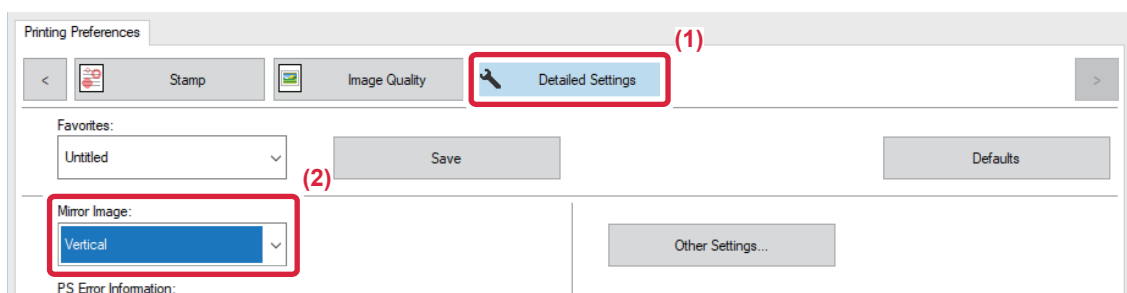 Printing Preferences
(1)
< Stamp Image Quality Detailed Settings >
Favorites:
Untitled Save Defaults
(2)
Mirror Image:
Vertical Other Settings...
PS Error Information: